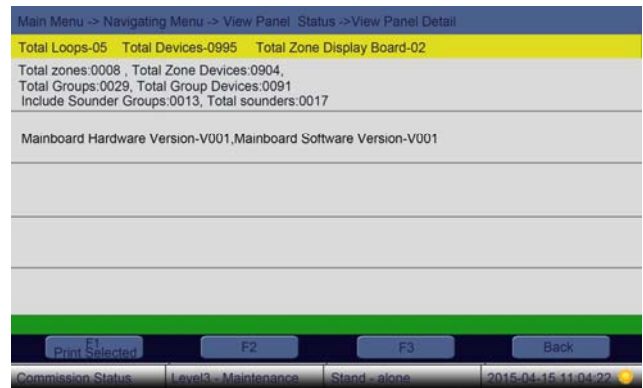 Main Menu -> Navigating Menu -> View Panel Status ->View Panel Detail
Total Loops-05 Total Devices-0995 Total Zone Display Board-02
Total zones:0008 , Total Zone Devices:0904,
Total Groups:0029, Total Group Devices:0091
Include Sounder Groups:0013, Total sounders:0017
Mainboard Hardware Version-V001,Mainboard Software Version-V001
F1 F2 F3 Back
Print Selected
Commission Status Level3 - Maintenance Stand - alone 2015-04-15 11:04:22